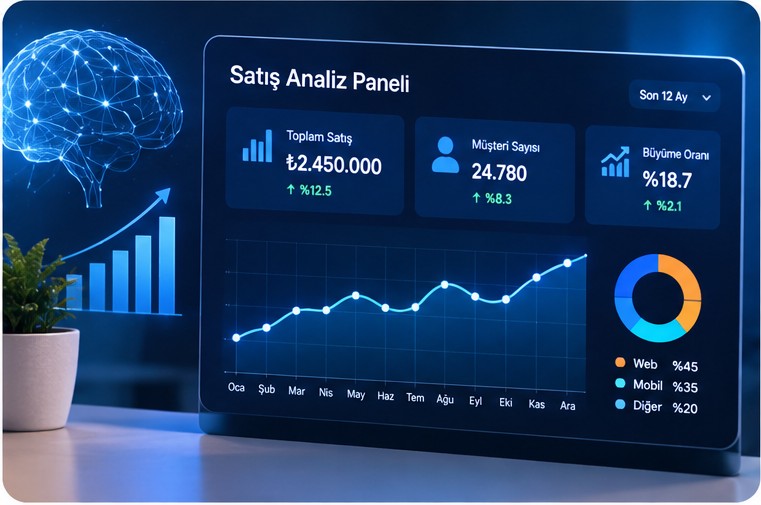 Satış Analiz Paneli
Son 12 Ay
Toplam Satış
₺2.450.000
↑ %12.5
Müşteri Sayısı
24.780
↑ %8.3
Büyüme Oranı
%18.7
↑ %2.1
Oca Şub Mar Nis May Haz Tem Ağu Eyl Eki Kas Ara
Web %45
Mobil %35
Diğer %20